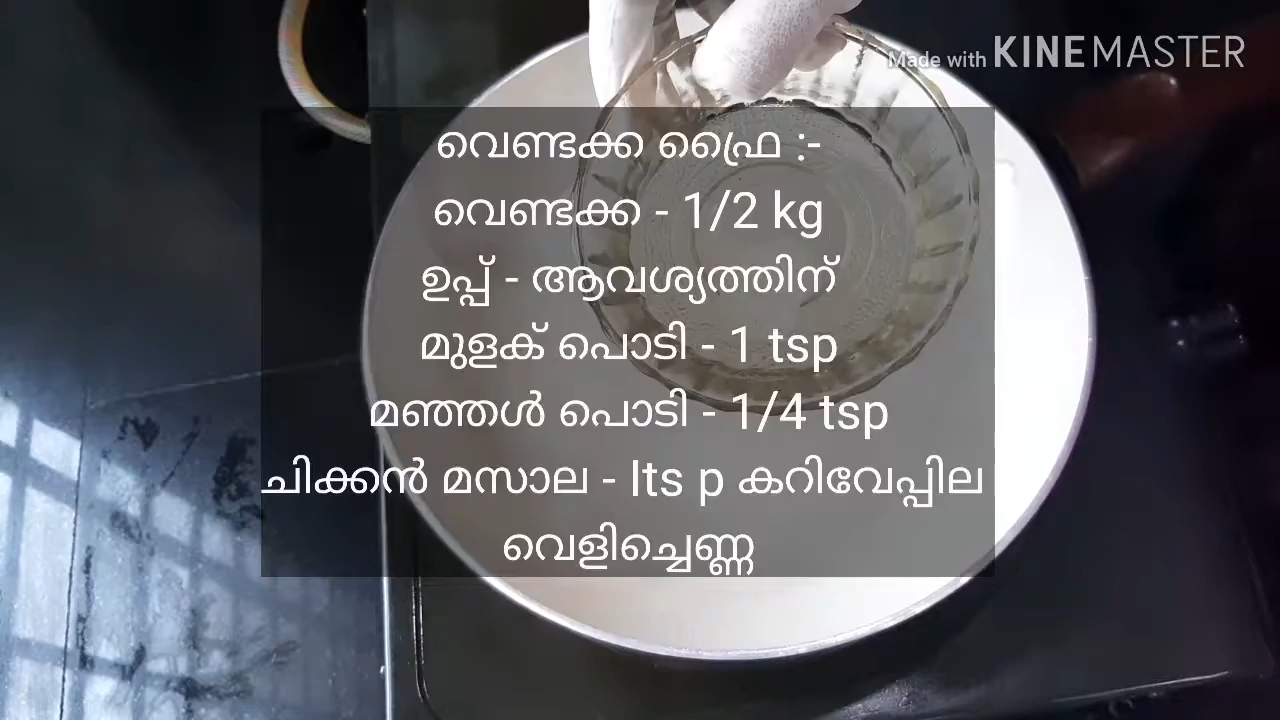 Made with KINEMASTER
വെണ്ടക്ക ഫ്രൈ :-
വെണ്ടക്ക - 1/2 kg
ഉപ്പ് - ആവശ്യത്തിന്
മുളക് പൊടി - 1 tsp
മഞ്ഞൾ പൊടി - 1/4 tsp
ചിക്കൻ മസാല - lts p കറിവേപ്പില
വെളിച്ചെണ്ണ